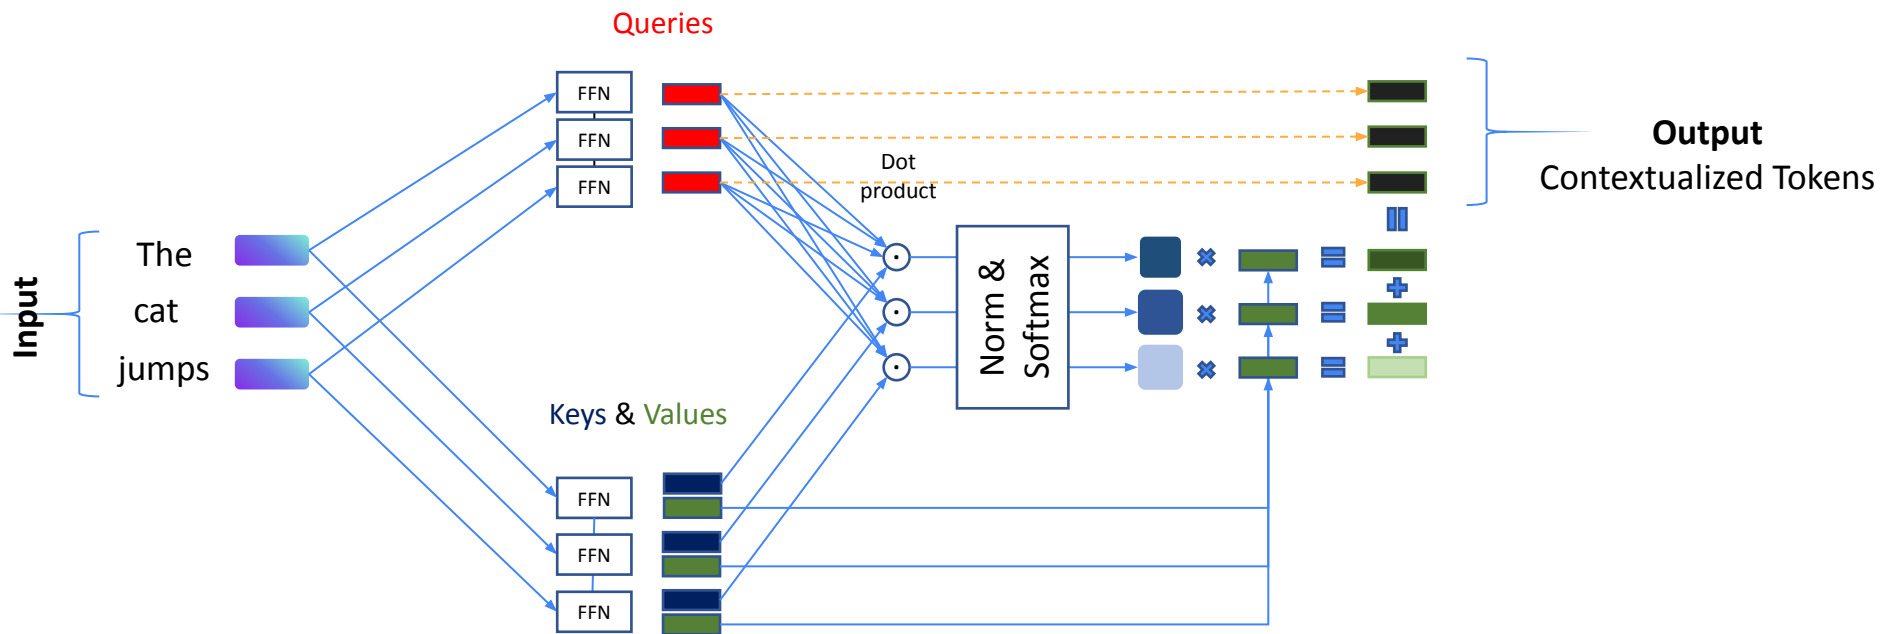 Queries
FFN
FFN
FFN
Dot
product
Output
Contextualized Tokens
Input
The
cat
jumps
Norm &
Softmax
Keys & Values
FFN
FFN
FFN